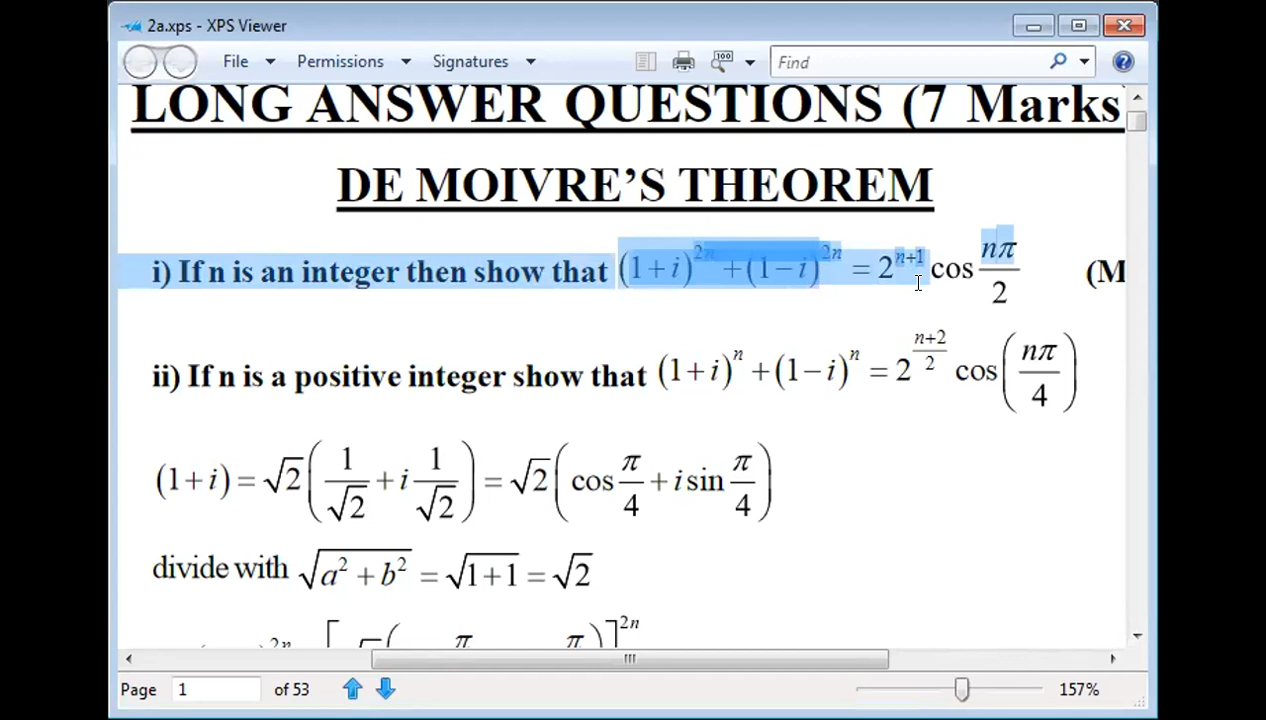 2a.xps - XPS Viewer
File Permissions Signatures 100 Find
LONG ANSWER QUESTIONS (7 Marks
DE MOIVRE’S THEOREM
i) If n is an integer then show that (1+i)^{2n} + (1−i)^{2n} = 2^{n+1} cos nπ/2 (M
ii) If n is a positive integer show that (1+i)^n + (1−i)^n = 2^{(n+2)/2} cos(nπ/4)
(1+i) = √2(1/√2 + i 1/√2) = √2(cos π/4 + i sin π/4)
divide with √(a² + b²) = √(1+1) = √2
Page 1 of 53 157%